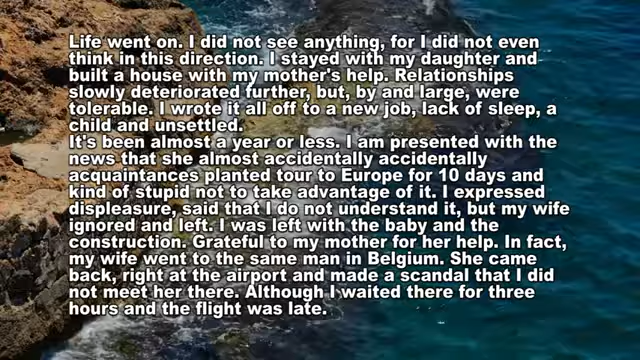 Life went on. I did not see anything, for I did not even
think in this direction. I stayed with my daughter and
built a house with my mother's help. Relationships
slowly deteriorated further, but, by and large, were
tolerable. I wrote it all off to a new job, lack of sleep, a
child and unsettled.
It's been almost a year or less. I am presented with the
news that she almost accidentally accidentally
acquaintances planted tour to Europe for 10 days and
kind of stupid not to take advantage of it. I expressed
displeasure, said that I do not understand it, but my wife
ignored and left. I was left with the baby and the
construction. Grateful to my mother for her help. In fact,
my wife went to the same man in Belgium. She came
back, right at the airport and made a scandal that I did
not meet her there. Although I waited there for three
hours and the flight was late.